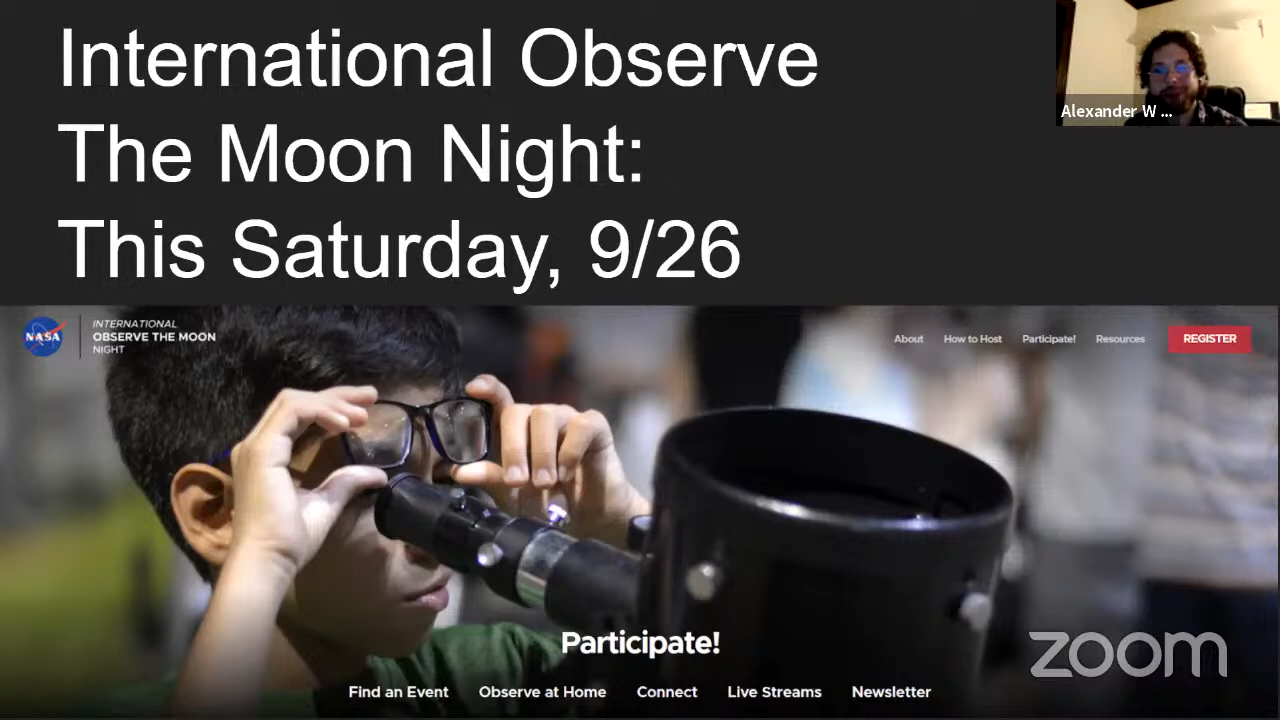 International Observe
The Moon Night:
This Saturday, 9/26
Alexander W ...
NASA
INTERNATIONAL
OBSERVE THE MOON
NIGHT
About How to Host Participate! Resources REGISTER
Participate!
Find an Event Observe at Home Connect Live Streams Newsletter
zoom